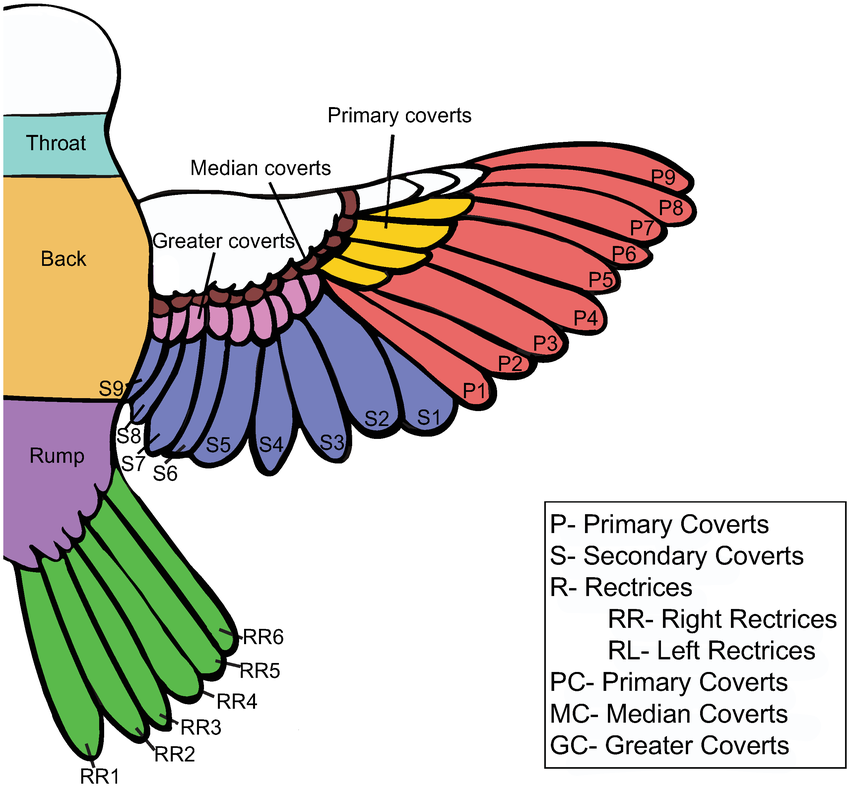 Primary coverts
Throat
Median coverts
P9
P8
P7
Greater coverts
P6
Back
P5
P4
P3
P2
P1
S9
S8
S7
S6
S5
S4
S3
S2
S1
Rump
P- Primary Coverts
S- Secondary Coverts
R- Rectrices
RR- Right Rectrices
RL- Left Rectrices
PC- Primary Coverts
MC- Median Coverts
GC- Greater Coverts
RR6
RR5
RR4
RR3
RR2
RR1